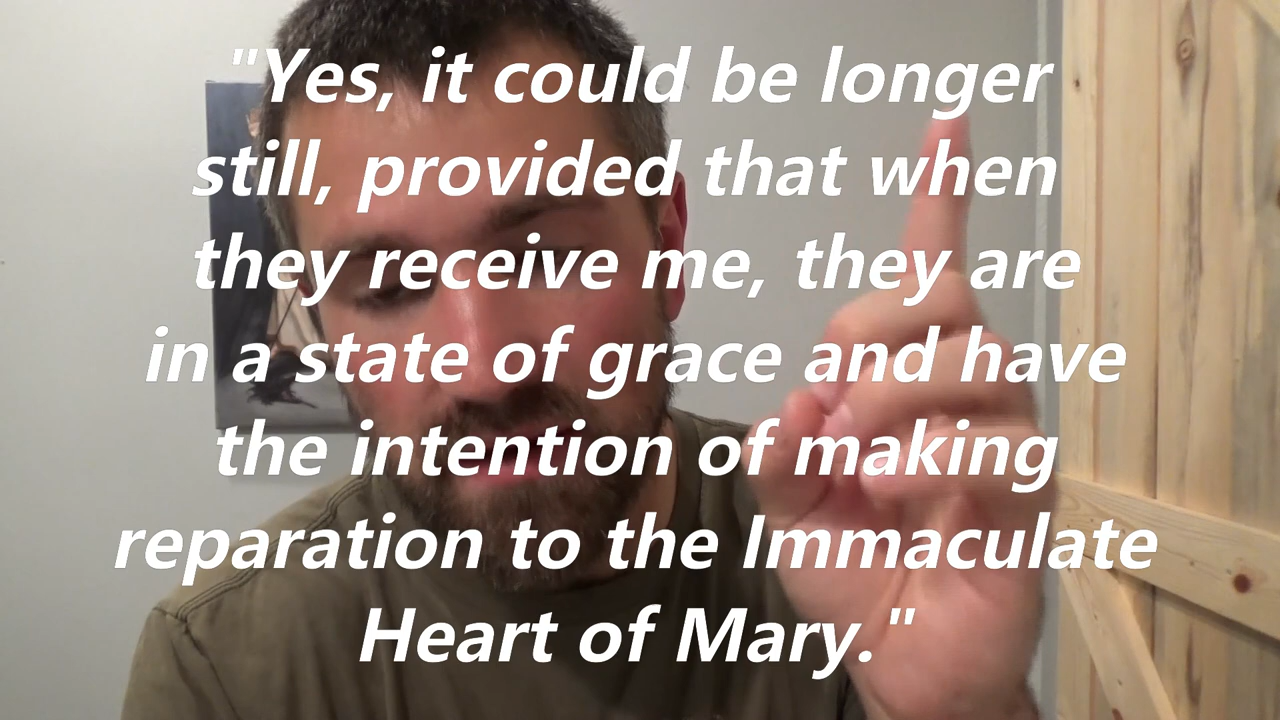 "Yes, it could be longer
still, provided that when
they receive me, they are
in a state of grace and have
the intention of making
reparation to the Immaculate
Heart of Mary."